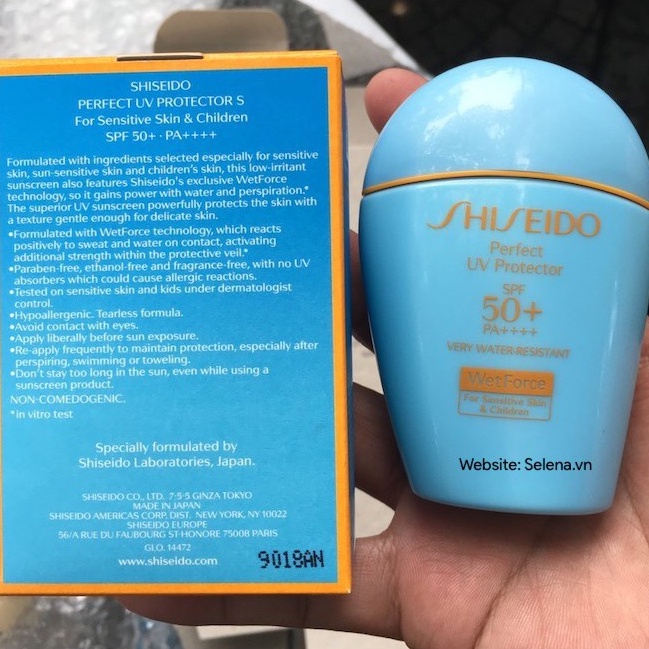 SHISEIDO
PERFECT UV PROTECTOR S
For Sensitive Skin & Children
SPF 50+ · PA++++
Formulated with ingredients selected especially for sensitive
skin, sun-sensitive skin and children's skin, this low-irritant
sunscreen also features Shiseido's exclusive WetForce
technology, so it gains power with water and perspiration.*
The superior UV sunscreen powerfully protects the skin with
a texture gentle enough for delicate skin.
•Formulated with WetForce technology, which reacts
positively to sweat and water on contact, activating
additional strength within the protective veil.*
•Paraben-free, ethanol-free and fragrance-free, with no UV
absorbers which could cause allergic reactions.
•Tested on sensitive skin and kids under dermatologist
control.
•Hypoallergenic. Tearless formula.
•Avoid contact with eyes.
•Apply liberally before sun exposure.
•Re-apply frequently to maintain protection, especially after
perspiring, swimming or toweling.
•Don't stay too long in the sun, even while using a
sunscreen product.
NON-COMEDOGENIC.
*in vitro test
Specially formulated by
Shiseido Laboratories, Japan.
SHISEIDO CO., LTD. 7-5-5 GINZA TOKYO
MADE IN JAPAN
SHISEIDO AMERICAS CORP. DIST. NEW YORK, NY 10022
SHISEIDO EUROPE
56/A RUE DU FAUBOURG ST-HONORE 75008 PARIS
GLO. 14472
www.shiseido.com
9018AN
SHISEIDO
Perfect
UV Protector
SPF
50+
PA++++
VERY WATER-RESISTANT
WetForce
For Sensitive Skin
& Children
Website: Selena.vn